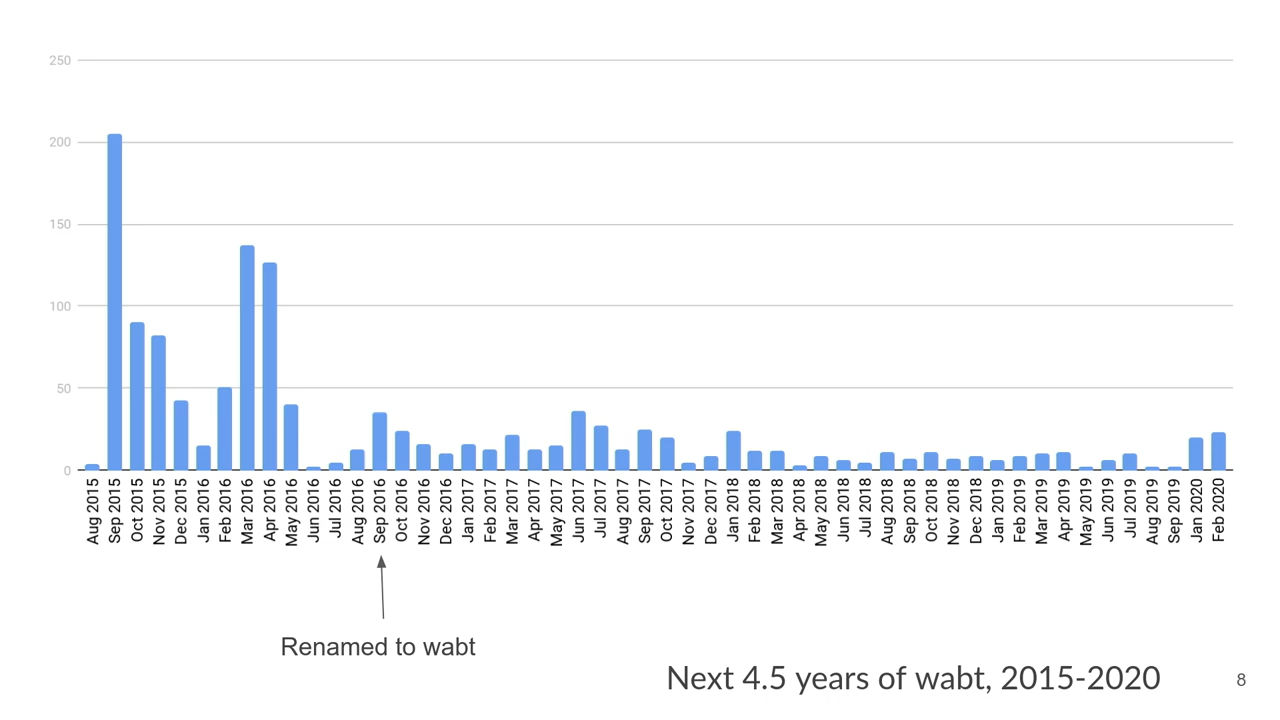 250
200
150
100
50
0
Aug 2015
Sep 2015
Oct 2015
Nov 2015
Dec 2015
Jan 2016
Feb 2016
Mar 2016
Apr 2016
May 2016
Jun 2016
Jul 2016
Aug 2016
Sep 2016
Oct 2016
Nov 2016
Dec 2016
Jan 2017
Feb 2017
Mar 2017
Apr 2017
May 2017
Jun 2017
Jul 2017
Aug 2017
Sep 2017
Oct 2017
Nov 2017
Dec 2017
Jan 2018
Feb 2018
Mar 2018
Apr 2018
May 2018
Jun 2018
Jul 2018
Aug 2018
Sep 2018
Oct 2018
Nov 2018
Dec 2018
Jan 2019
Feb 2019
Mar 2019
Apr 2019
May 2019
Jun 2019
Jul 2019
Aug 2019
Sep 2019
Jan 2020
Feb 2020
Renamed to wabt
Next 4.5 years of wabt, 2015-2020
8